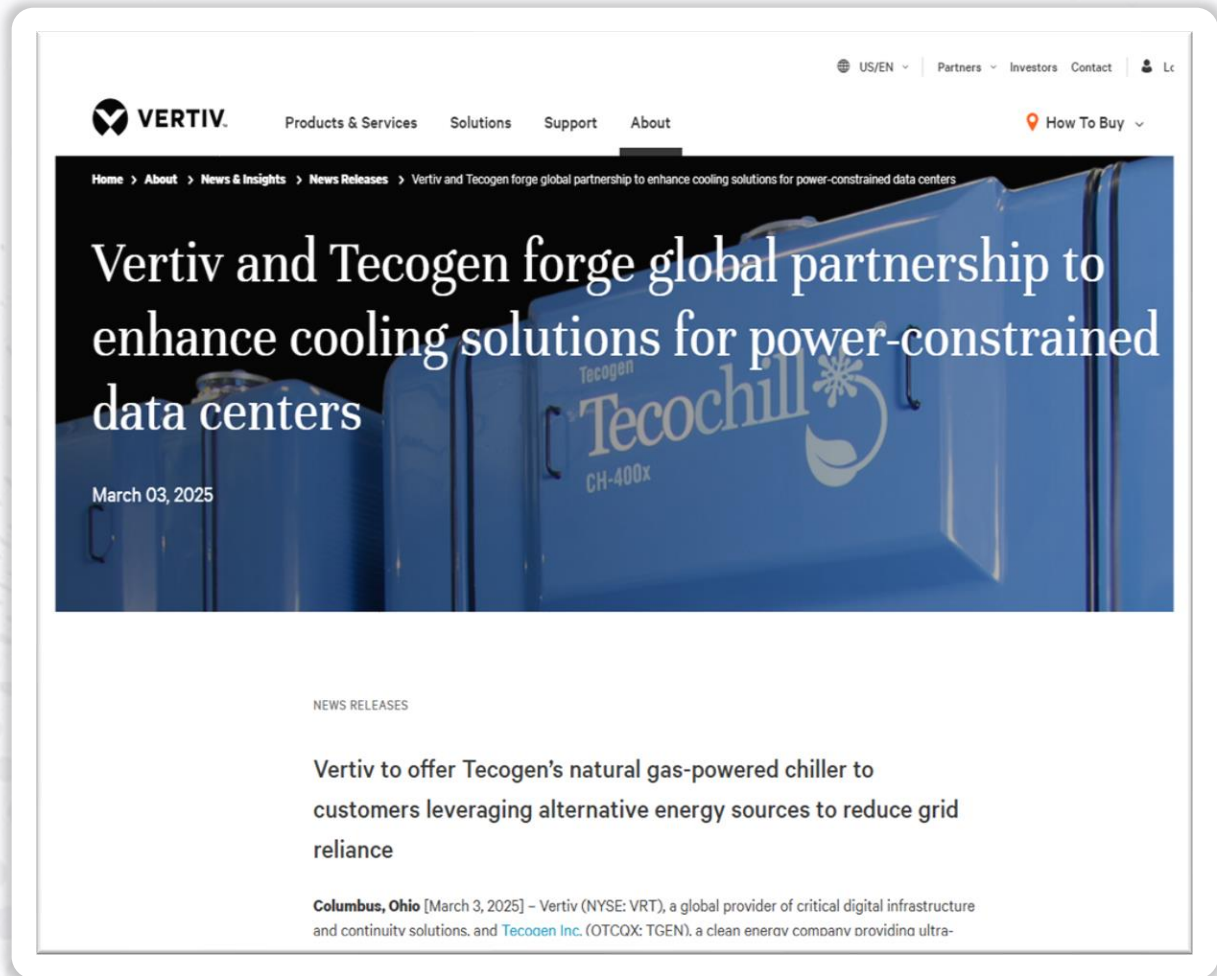 US/EN Partners Investors Contact
VERTIV. Products & Services Solutions Support About How To Buy
Home > About > News & Insights > News Releases > Vertiv and Tecogen forge global partnership to enhance cooling solutions for power-constrained data centers
Vertiv and Tecogen forge global partnership to
enhance cooling solutions for power-constrained
data centers
Tecogen
Tecochill
CH-400x
March 03, 2025
NEWS RELEASES
Vertiv to offer Tecogen's natural gas-powered chiller to
customers leveraging alternative energy sources to reduce grid
reliance
Columbus, Ohio [March 3, 2025] – Vertiv (NYSE: VRT), a global provider of critical digital infrastructure
and continuity solutions, and Tecogen Inc. (OTCQX: TGEN), a clean energy company providing ultra-